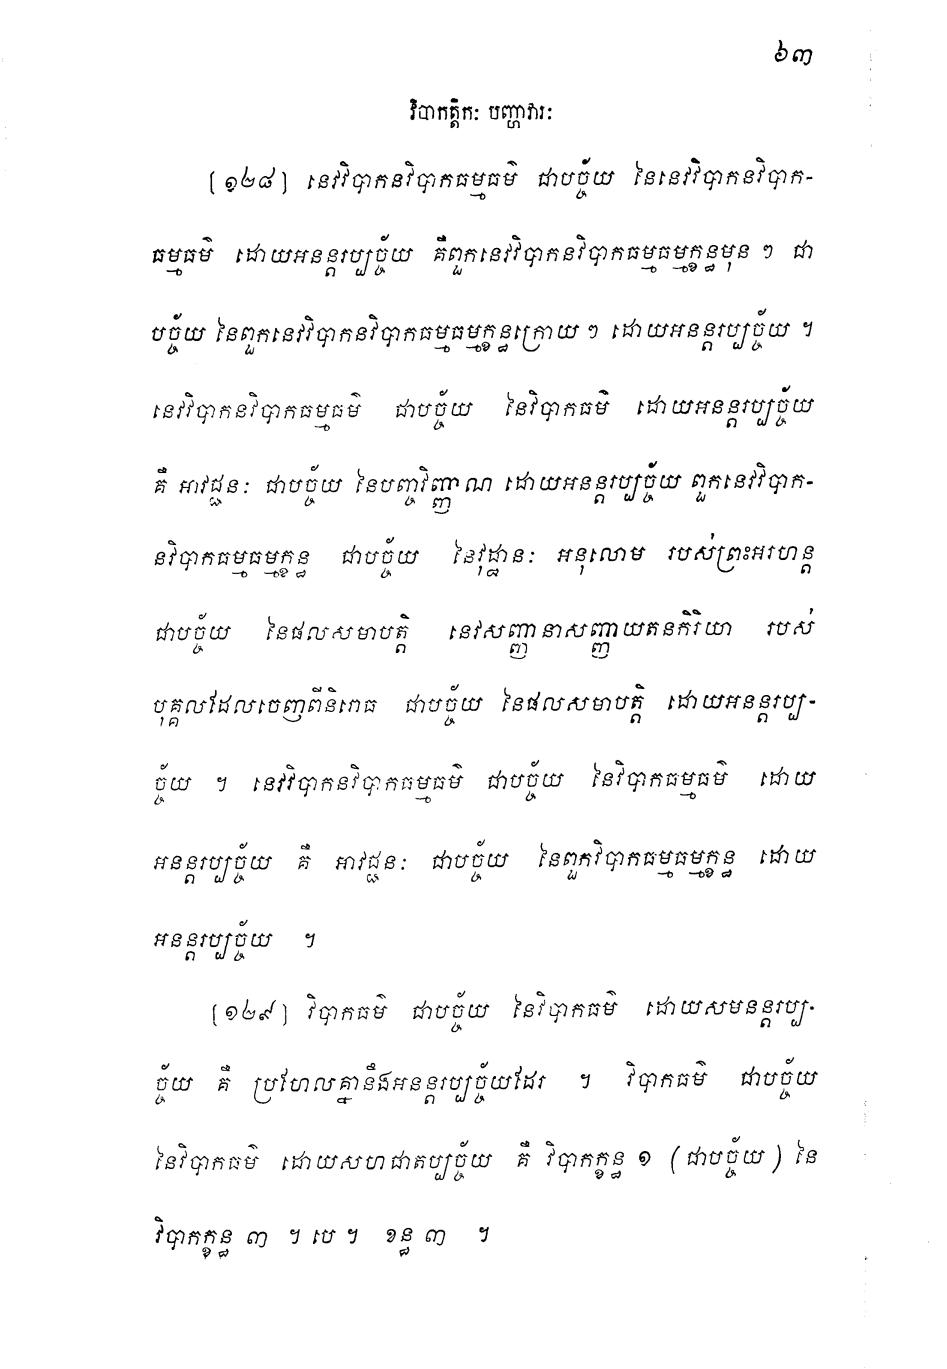 ៦៣
វិបាកត្តិកៈ បញ្ហាវារៈ
[១២៨] នេវវិបាកនវិបាកធម្មធម៌ ជាបច្ច័យ នៃនេវវិបាកនវិបាក-
ធម្មធម៌ ដោយអនន្តរប្បច្ច័យ គឺពួកនេវវិបាកនវិបាកធម្មធម្មក្ខន្ធមុន ៗ ជា
បច្ច័យ នៃពួកនេវវិបាកនវិបាកធម្មធម្មក្ខន្ធក្រោយ ៗ ដោយអនន្តរប្បច្ច័យ ។
នេវវិបាកនវិបាកធម្មធម៌ ជាបច្ច័យ នៃវិបាកធម៌ ដោយអនន្តរប្បច្ច័យ
គឺ អាវជ្ជនៈ ជាបច្ច័យ នៃបញ្ចវិញ្ញាណ ដោយអនន្តរប្បច្ច័យ ពួកនេវវិបាក-
នវិបាកធម្មធម្មក្ខន្ធ ជាបច្ច័យ នៃវុដ្ឋានៈ អនុលោម របស់ព្រះអរហន្ត
ជាបច្ច័យ នៃផលសមាបត្តិ នេវសញ្ញានាសញ្ញាយតនកិរិយា របស់
បុគ្គលដែលចេញពីនិរោធ ជាបច្ច័យ នៃផលសមាបត្តិ ដោយអនន្តរប្ប-
ច្ច័យ ។ នេវវិបាកនវិបាកធម្មធម៌ ជាបច្ច័យ នៃវិបាកធម្មធម៌ ដោយ
អនន្តរប្បច្ច័យ គឺ អាវជ្ជនៈ ជាបច្ច័យ នៃពួកវិបាកធម្មធម្មក្ខន្ធ ដោយ
អនន្តរប្បច្ច័យ ។
[១២៩] វិបាកធម៌ ជាបច្ច័យ នៃវិបាកធម៌ ដោយសមនន្តរប្ប-
ច្ច័យ គឺ ប្រហែលគ្នានឹងអនន្តរប្បច្ច័យដែរ ។ វិបាកធម៌ ជាបច្ច័យ
នៃវិបាកធម៌ ដោយសហជាតប្បច្ច័យ គឺ វិបាកក្ខន្ធ ១ (ជាបច្ច័យ) នៃ
វិបាកក្ខន្ធ ៣ ។ បេ ។ ខន្ធ ៣ ។